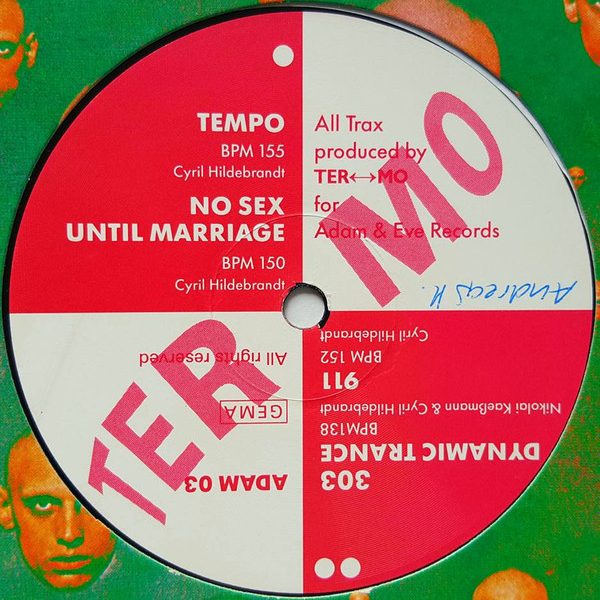 TEMPO
BPM 155
Cyril Hildebrandt
NO SEX
UNTIL MARRIAGE
BPM 150
Cyril Hildebrandt
All Trax
produced by
TER↔MO
for
Adam & Eve Records
TER MO
Andreas H.
303
DYNAMIC TRANCE
BPM138
Nikolai Kaeßmann & Cyril Hildebrandt
911
BPM 152
Cyril Hildebrandt
ADAM 03
GEMA
All rights reserved